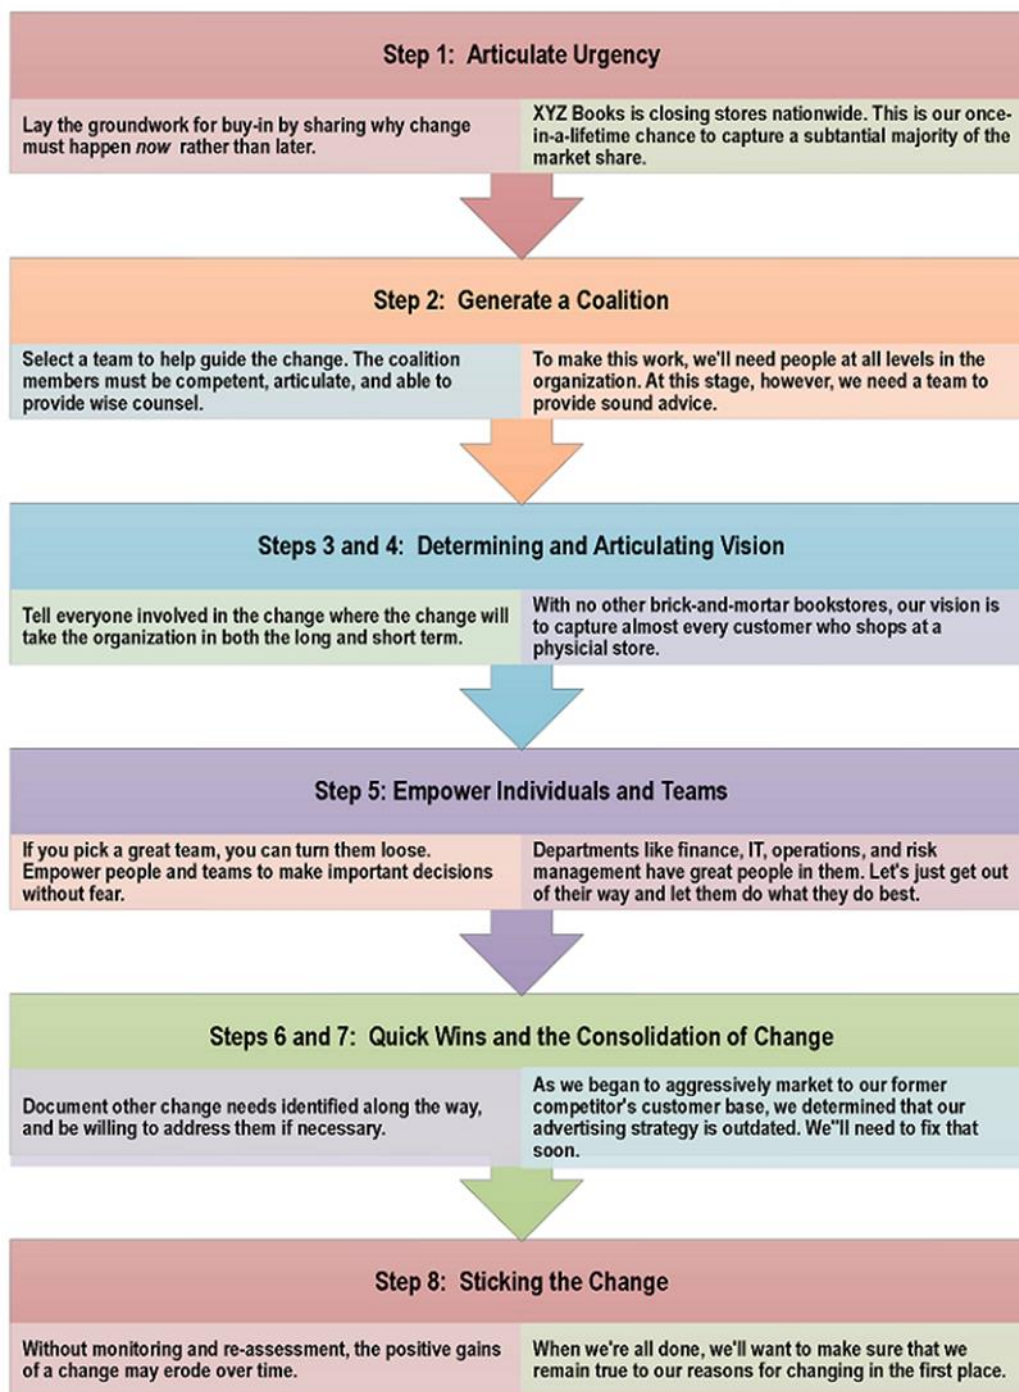 Step 1: Articulate Urgency
Lay the groundwork for buy-in by sharing why change
must happen now rather than later.
XYZ Books is closing stores nationwide. This is our once-
in-a-lifetime chance to capture a subtantial majority of the
market share.
Step 2: Generate a Coalition
Select a team to help guide the change. The coalition
members must be competent, articulate, and able to
provide wise counsel.
To make this work, we'll need people at all levels in the
organization. At this stage, however, we need a team to
provide sound advice.
Steps 3 and 4: Determining and Articulating Vision
Tell everyone involved in the change where the change will
take the organization in both the long and short term.
With no other brick-and-mortar bookstores, our vision is
to capture almost every customer who shops at a
physicial store.
Step 5: Empower Individuals and Teams
If you pick a great team, you can turn them loose.
Empower people and teams to make important decisions
without fear.
Departments like finance, IT, operations, and risk
management have great people in them. Let's just get out
of their way and let them do what they do best.
Steps 6 and 7: Quick Wins and the Consolidation of Change
Document other change needs identified along the way,
and be willing to address them if necessary.
As we began to aggressively market to our former
competitor's customer base, we determined that our
advertising strategy is outdated. We"ll need to fix that
soon.
Step 8: Sticking the Change
Without monitoring and re-assessment, the positive gains
of a change may erode over time.
When we're all done, we'll want to make sure that we
remain true to our reasons for changing in the first place.